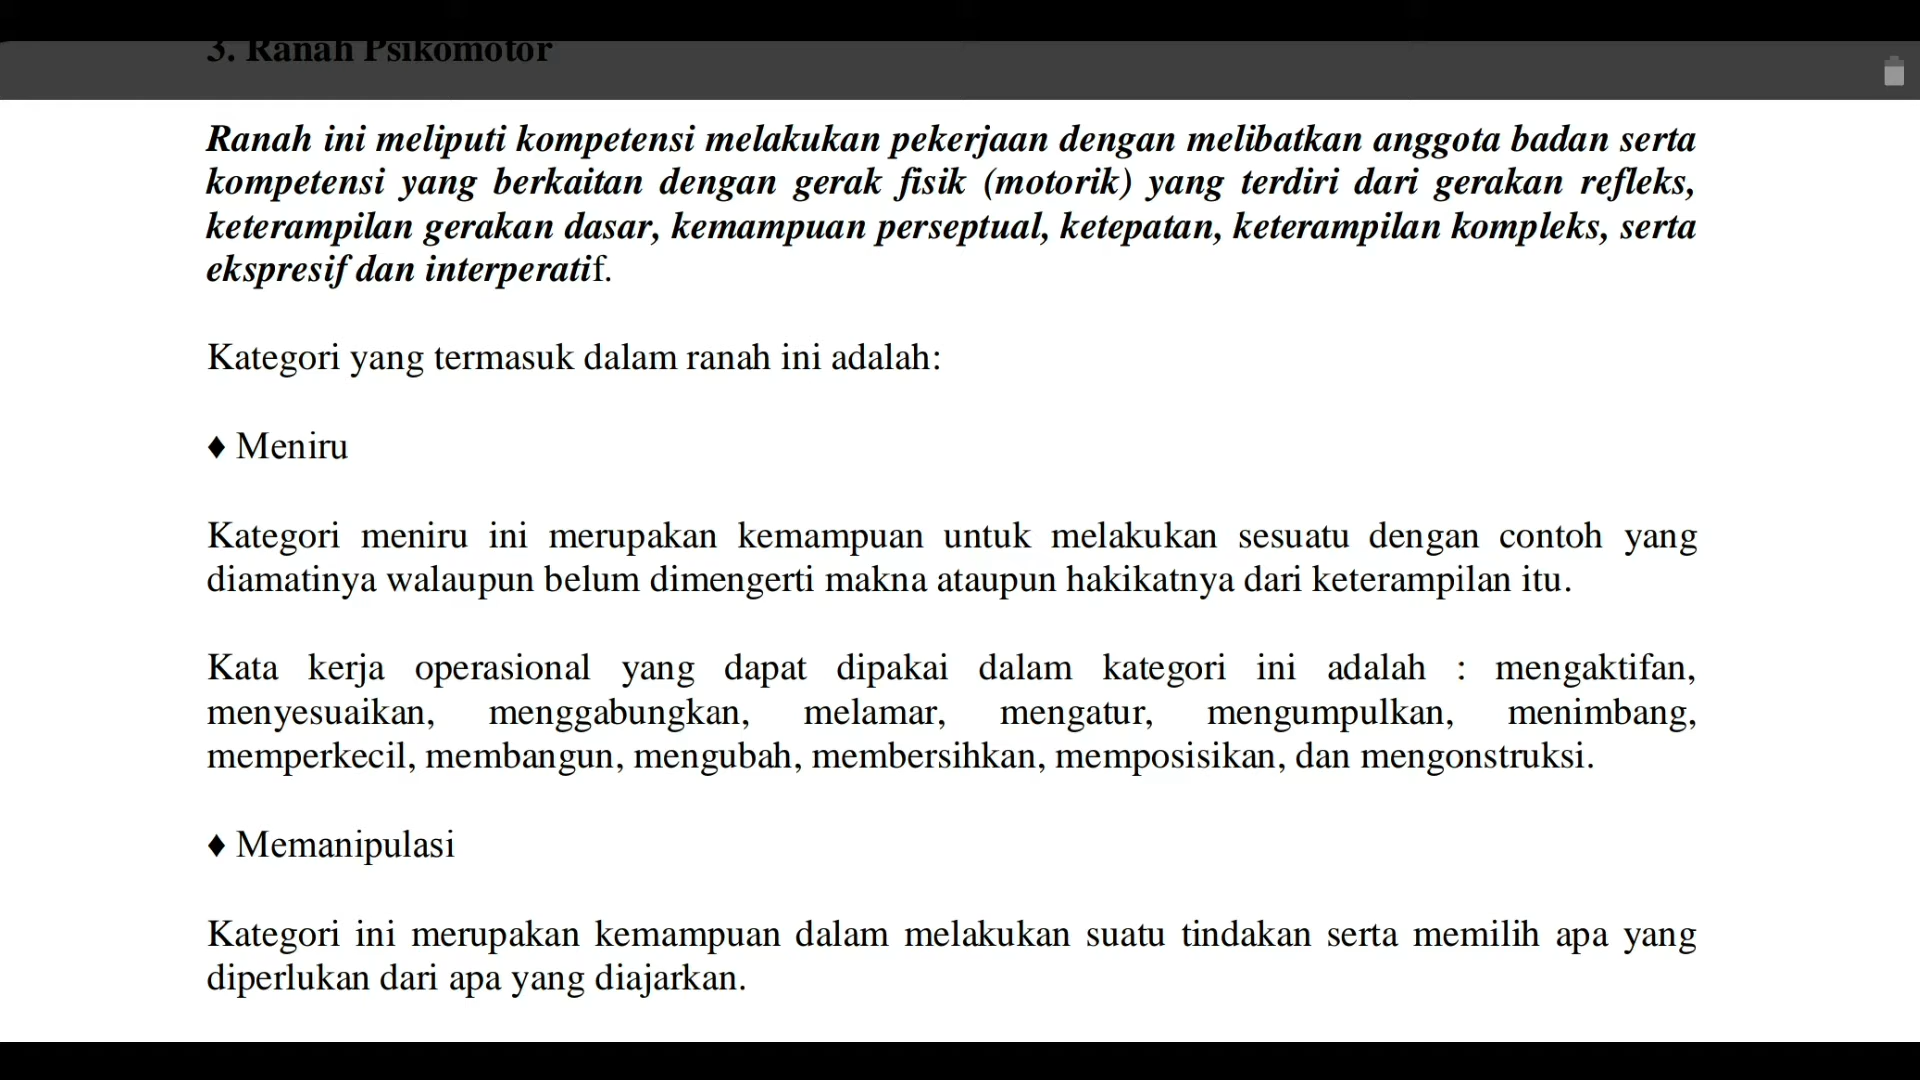 3. Ranah Psikomotor
Ranah ini meliputi kompetensi melakukan pekerjaan dengan melibatkan anggota badan serta
kompetensi yang berkaitan dengan gerak fisik (motorik) yang terdiri dari gerakan refleks,
keterampilan gerakan dasar, kemampuan perseptual, ketepatan, keterampilan kompleks, serta
ekspresif dan interperatif.
Kategori yang termasuk dalam ranah ini adalah:
♦ Meniru
Kategori meniru ini merupakan kemampuan untuk melakukan sesuatu dengan contoh yang
diamatinya walaupun belum dimengerti makna ataupun hakikatnya dari keterampilan itu.
Kata kerja operasional yang dapat dipakai dalam kategori ini adalah : mengaktifan,
menyesuaikan, menggabungkan, melamar, mengatur, mengumpulkan, menimbang,
memperkecil, membangun, mengubah, membersihkan, memposisikan, dan mengonstruksi.
♦ Memanipulasi
Kategori ini merupakan kemampuan dalam melakukan suatu tindakan serta memilih apa yang
diperlukan dari apa yang diajarkan.